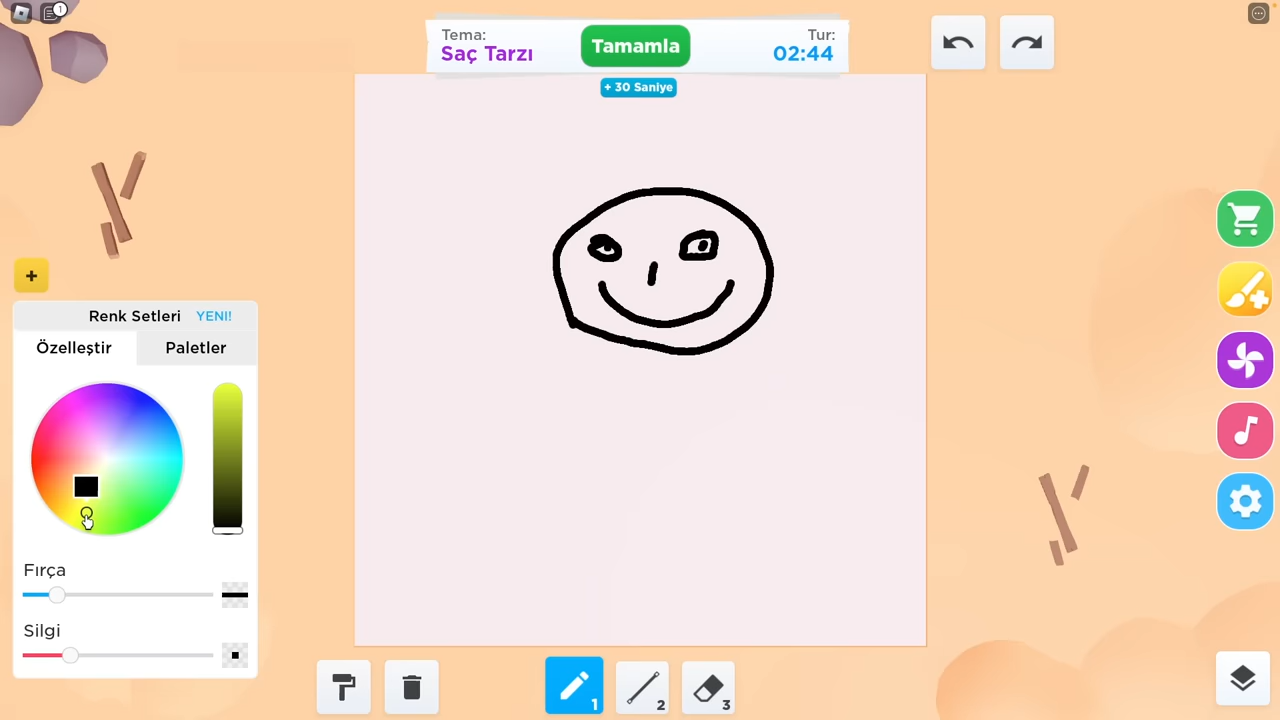 1
Tema:
Saç Tarzı
Tamamla
Tur:
02:44
+ 30 Saniye
+
Renk Setleri YENİ!
Özelleştir Paletler
Fırça
Silgi
1
2
3